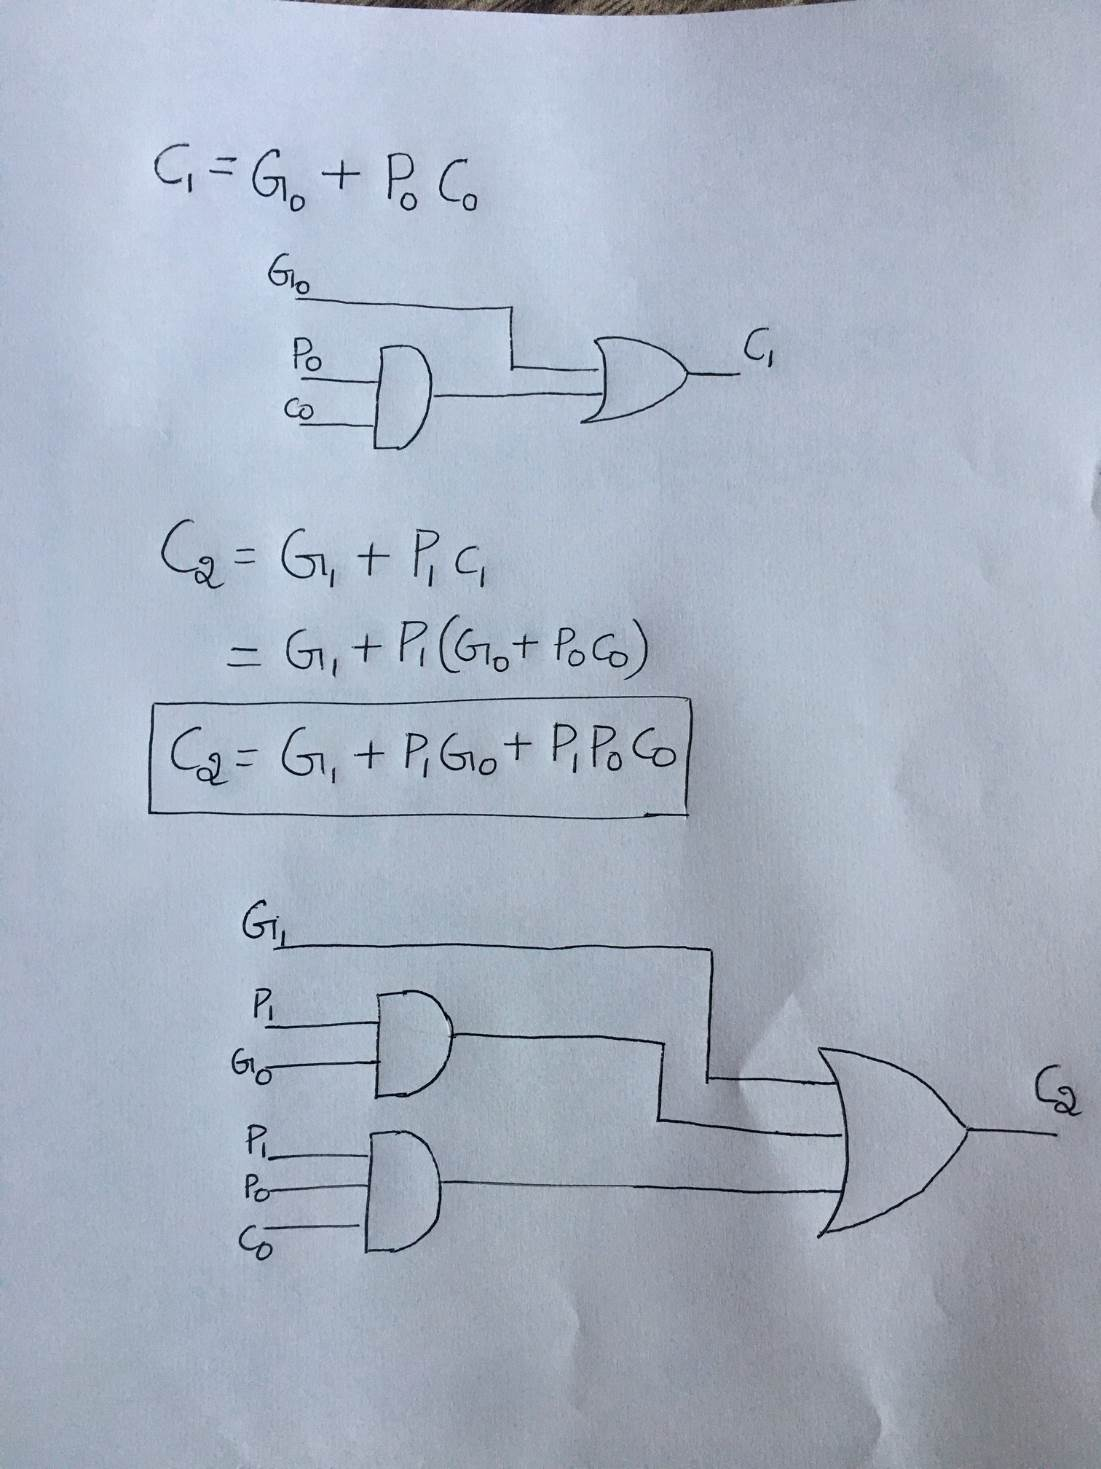 C₁ = G₀ + P₀ C₀
G₀
P₀
C₀
C₁
C₂ = G₁ + P₁ C₁
= G₁ + P₁(G₀ + P₀C₀)
C₂ = G₁ + P₁G₀ + P₁P₀C₀
G₁
P₁
G₀
P₁
P₀
C₀
C₂